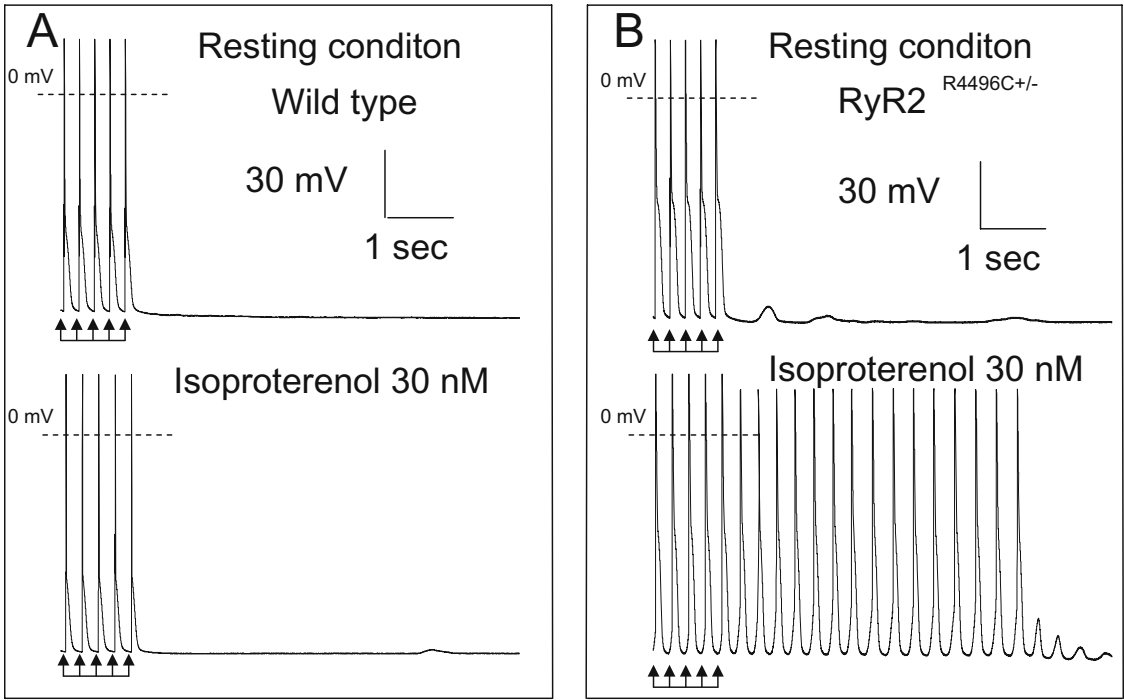 A
Resting conditon
0 mV
Wild type
30 mV
1 sec
Isoproterenol 30 nM
0 mV
B
Resting conditon
0 mV
RyR2 R4496C+/-
30 mV
1 sec
Isoproterenol 30 nM
0 mV